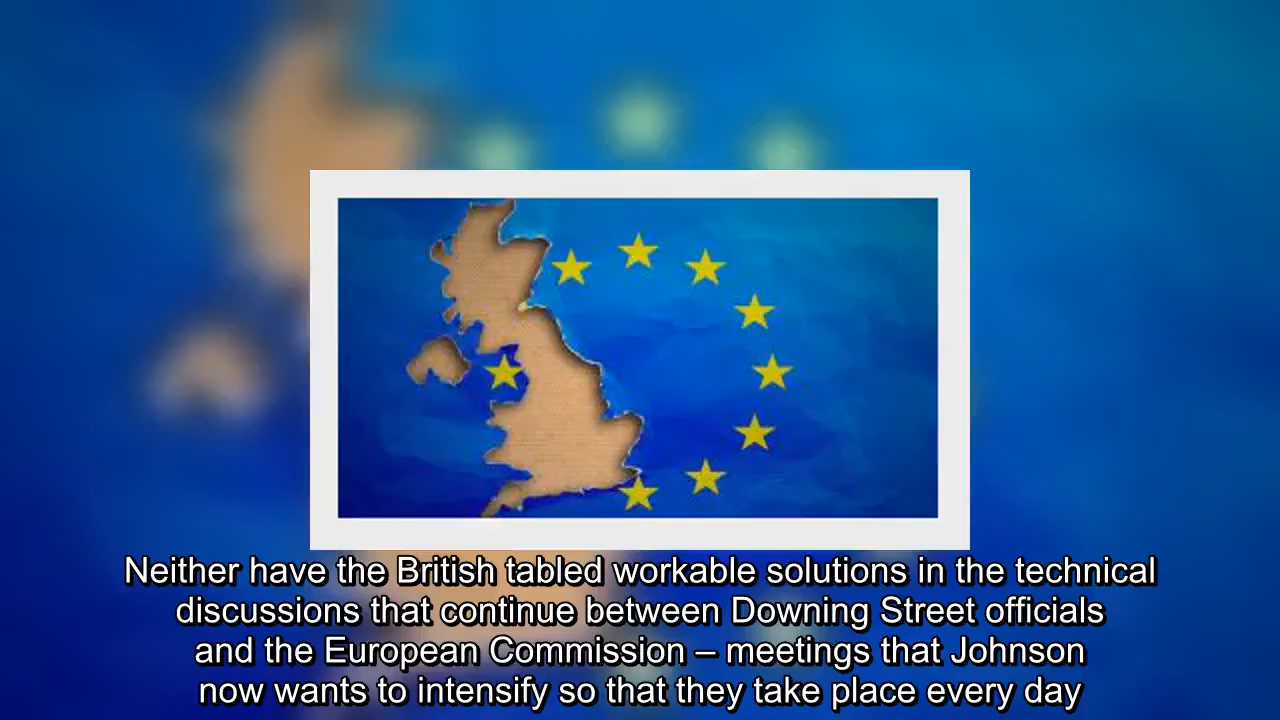 Neither have the British tabled workable solutions in the technical
discussions that continue between Downing Street officials
and the European Commission – meetings that Johnson
now wants to intensify so that they take place every day